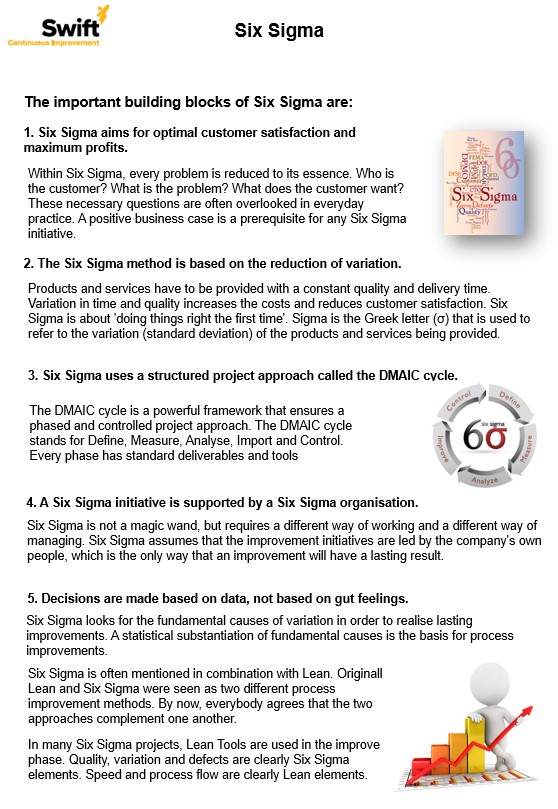 Swift
Continuous Improvement
Six Sigma
The important building blocks of Six Sigma are:
1. Six Sigma aims for optimal customer satisfaction and
maximum profits.
Within Six Sigma, every problem is reduced to its essence. Who is
the customer? What is the problem? What does the customer want?
These necessary questions are often overlooked in everyday
practice. A positive business case is a prerequisite for any Six Sigma
initiative.
6σ
FEMA
DPMO
Six Sigma
Zero Defects
Quality
2. The Six Sigma method is based on the reduction of variation.
Products and services have to be provided with a constant quality and delivery time.
Variation in time and quality increases the costs and reduces customer satisfaction. Six
Sigma is about 'doing things right the first time'. Sigma is the Greek letter (σ) that is used to
refer to the variation (standard deviation) of the products and services being provided.
3. Six Sigma uses a structured project approach called the DMAIC cycle.
The DMAIC cycle is a powerful framework that ensures a
phased and controlled project approach. The DMAIC cycle
stands for Define, Measure, Analyse, Import and Control.
Every phase has standard deliverables and tools
Control
Define
Measure
Analyze
Improve
six sigma
6σ
4. A Six Sigma initiative is supported by a Six Sigma organisation.
Six Sigma is not a magic wand, but requires a different way of working and a different way of
managing. Six Sigma assumes that the improvement initiatives are led by the company's own
people, which is the only way that an improvement will have a lasting result.
5. Decisions are made based on data, not based on gut feelings.
Six Sigma looks for the fundamental causes of variation in order to realise lasting
improvements. A statistical substantiation of fundamental causes is the basis for process
improvements.
Six Sigma is often mentioned in combination with Lean. Originall
Lean and Six Sigma were seen as two different process
improvement methods. By now, everybody agrees that the two
approaches complement one another.
In many Six Sigma projects, Lean Tools are used in the improve
phase. Quality, variation and defects are clearly Six Sigma
elements. Speed and process flow are clearly Lean elements.